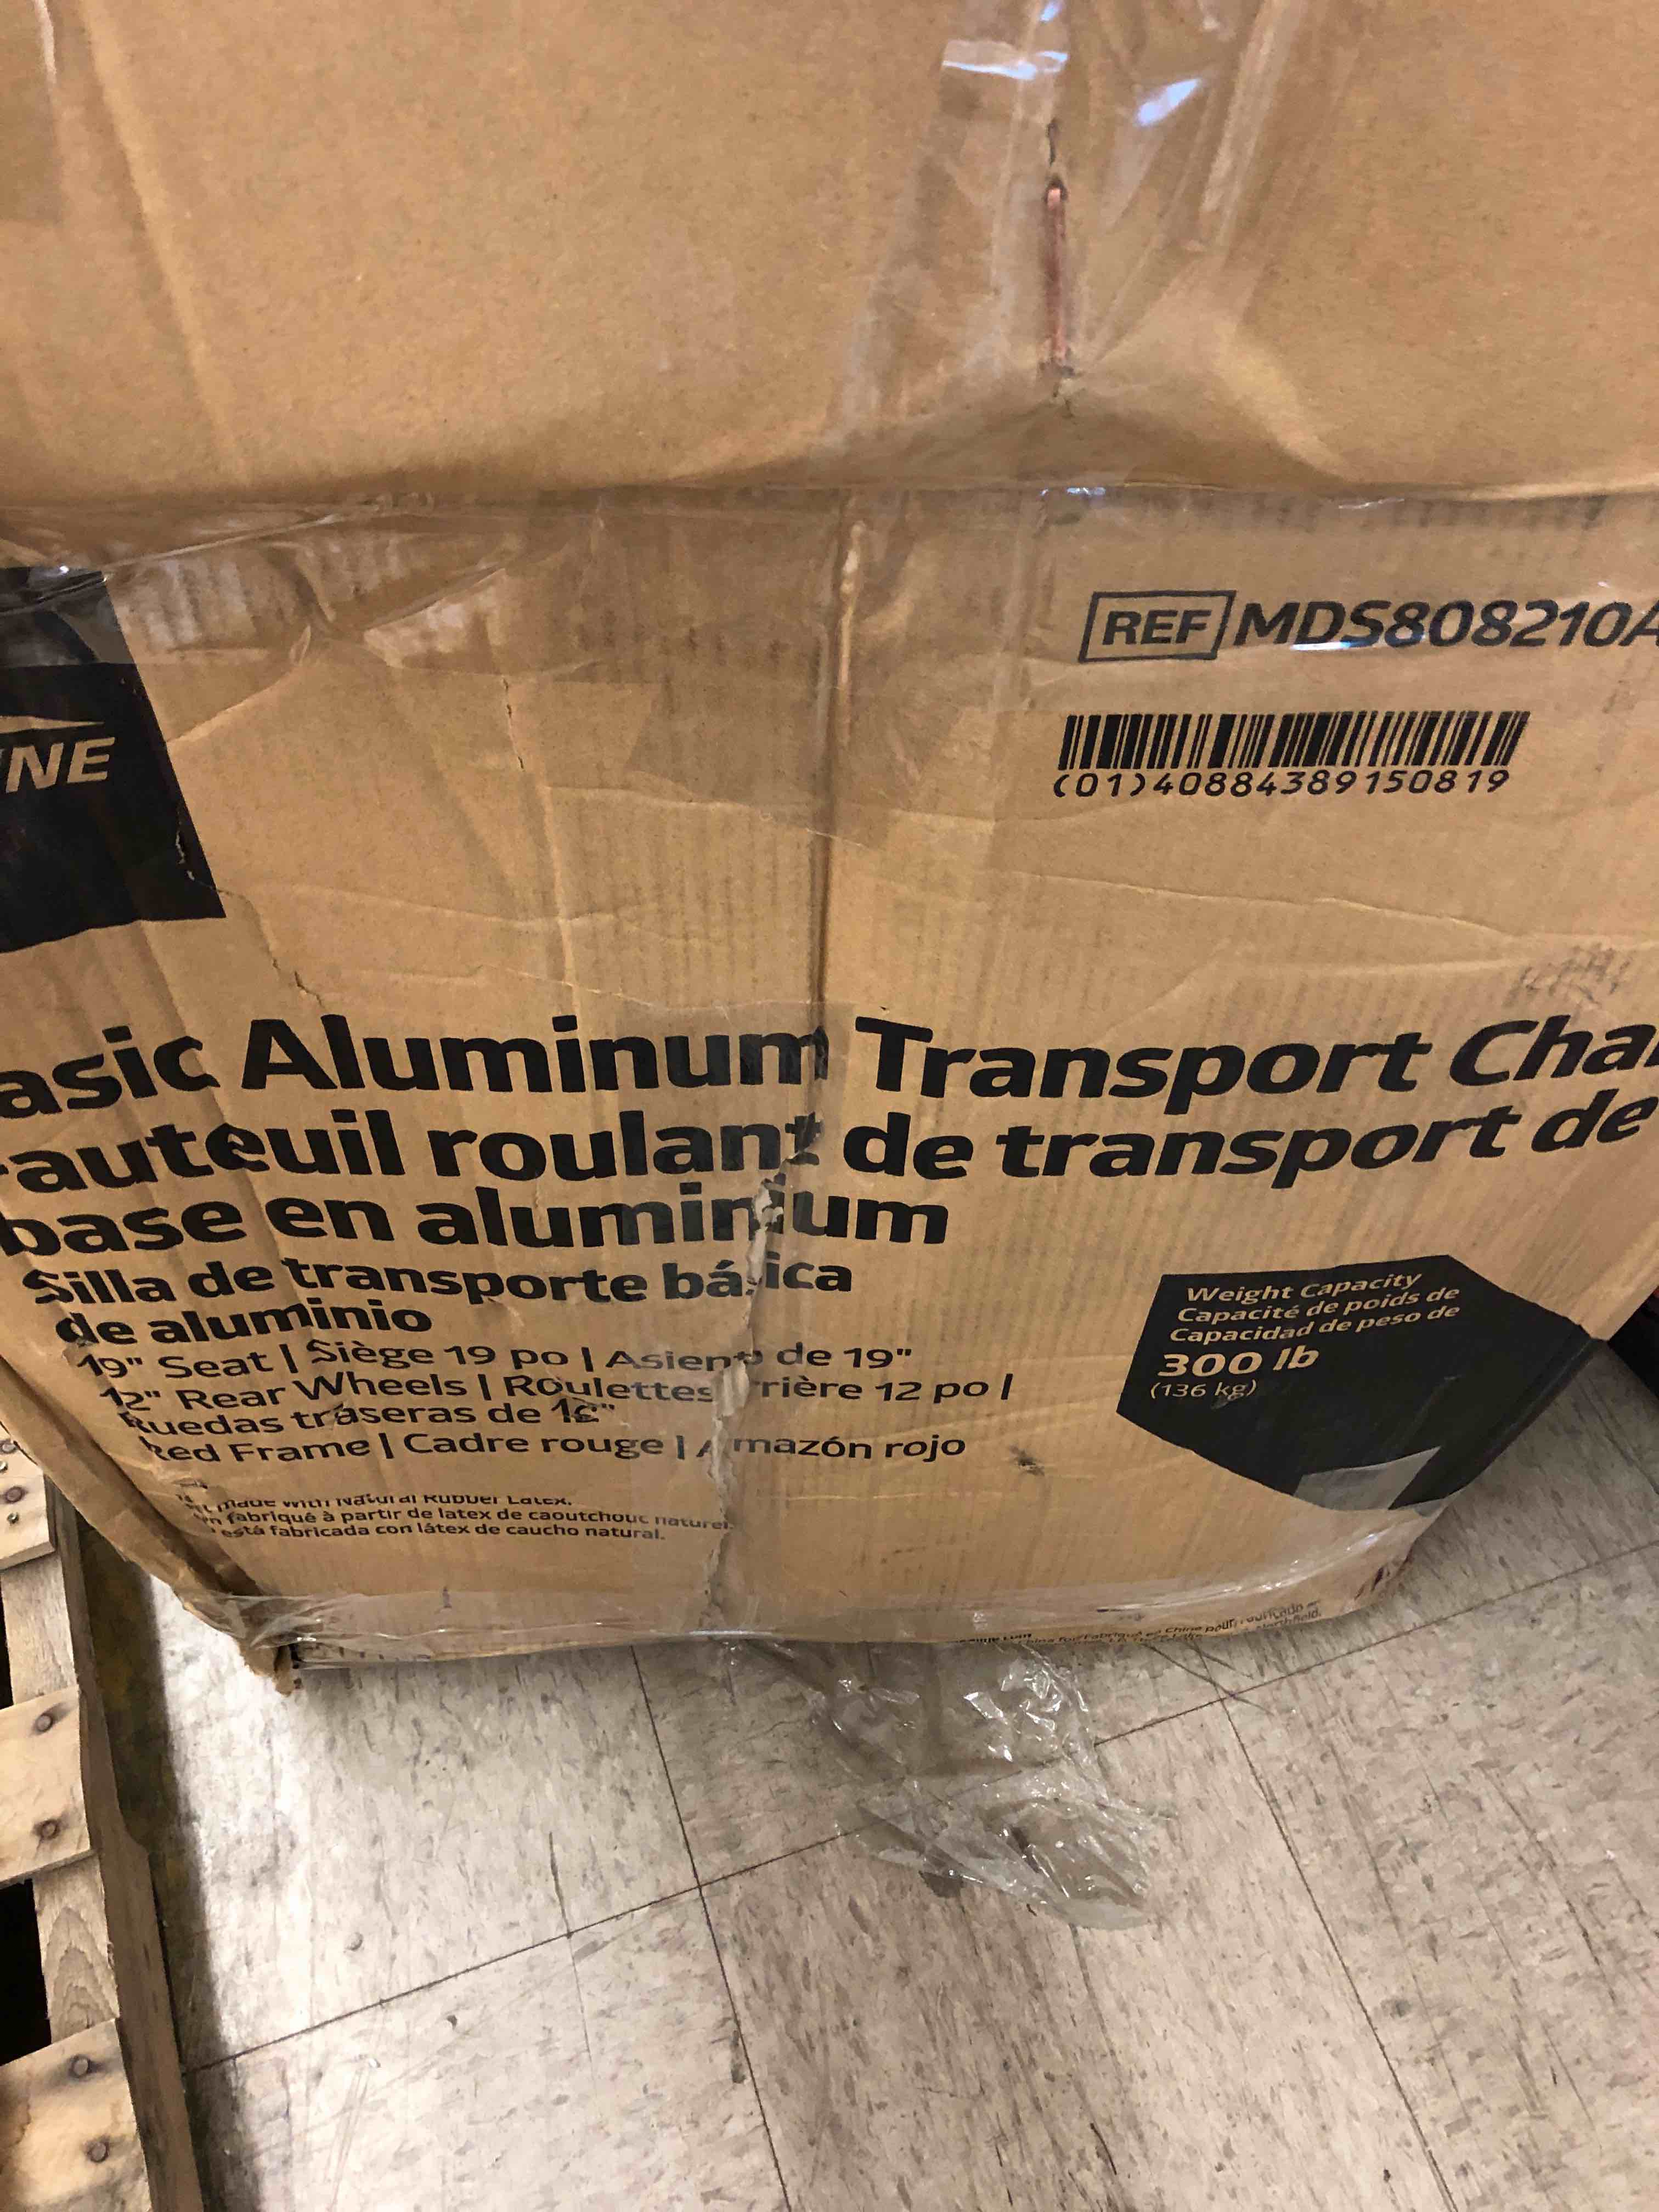 REF MDS808210A
NE
(01)40884389150819
asic Aluminum Transport Chai
auteuil roulant de transport de
base en aluminium
Silla de transporte básica
de aluminio
19" Seat | Siège 19 po | Asiento de 19"
12" Rear Wheels | Roulettes rrière 12 po |
Ruedas traseras de 12"
Red Frame | Cadre rouge | Armazón rojo
made with Natural Rubber Latex.
fabriqué à partir de latex de caoutchouc naturel.
está fabricada con látex de caucho natural.
Weight Capacity
Capacité de poids de
Capacidad de peso de
300 lb
(136 kg)